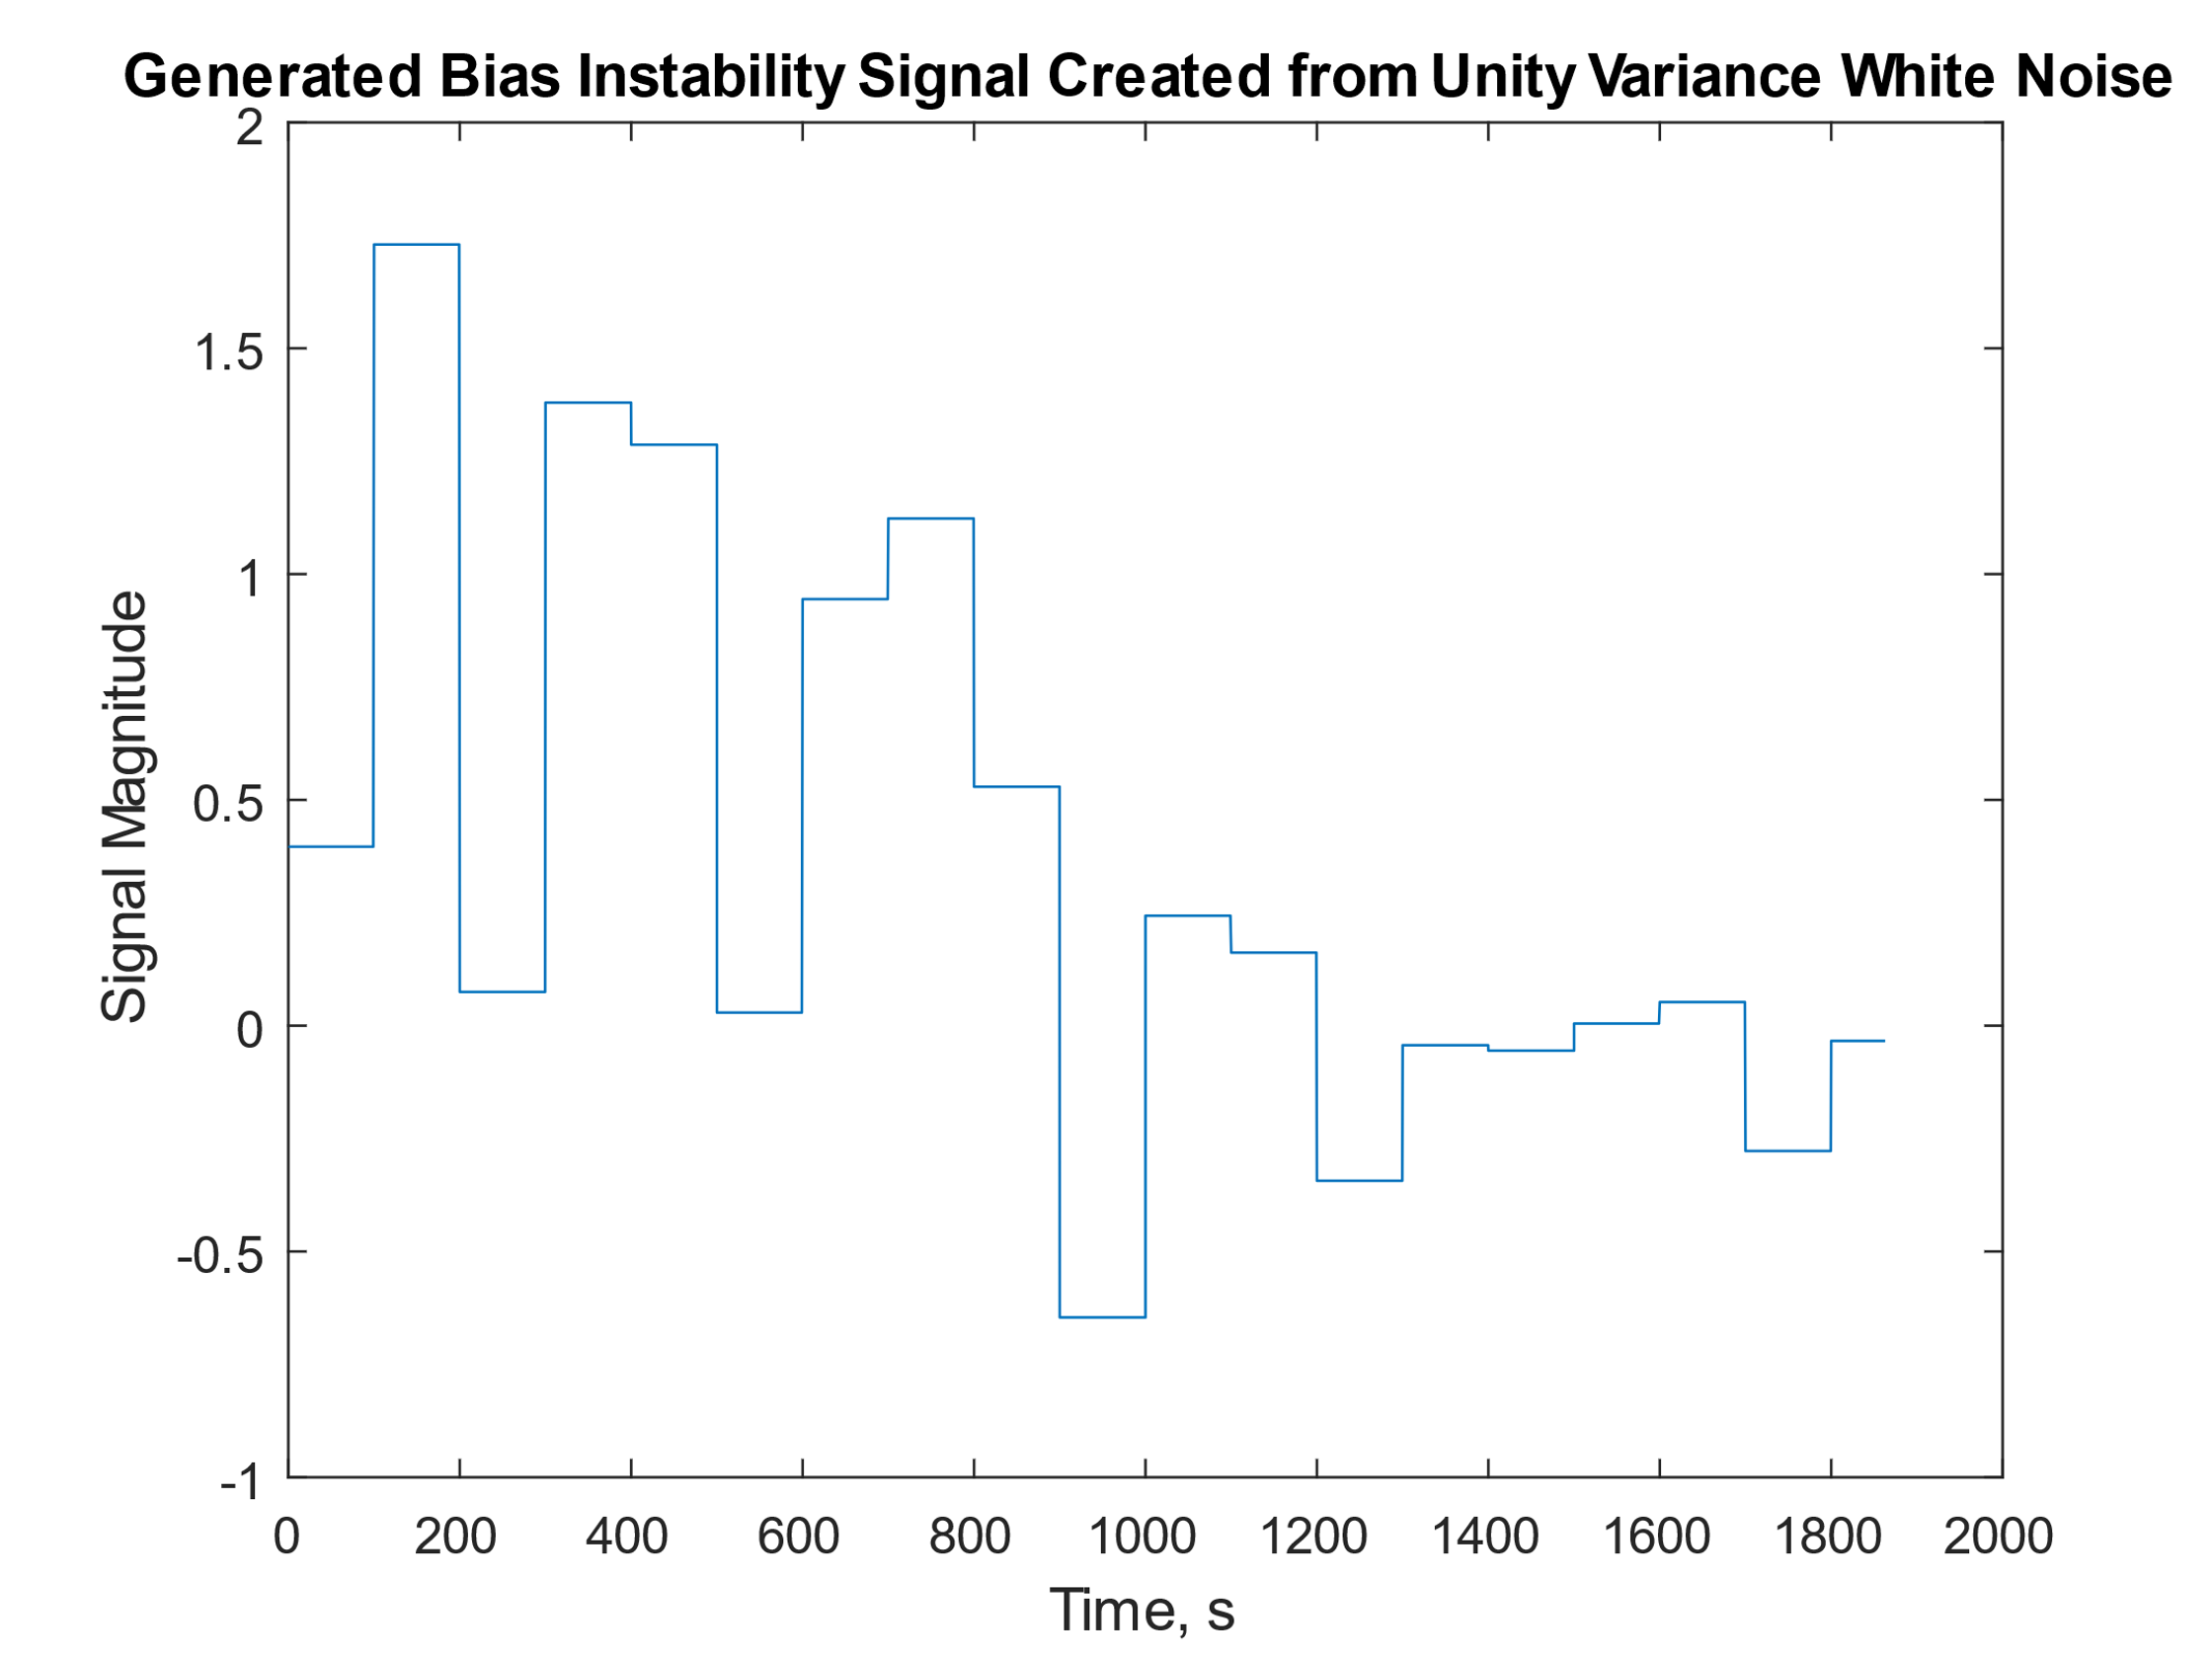 Generated Bias Instability Signal Created from Unity Variance White Noise
2
1.5
1
0.5
0
-0.5
-1
Signal Magnitude
0 200 400 600 800 1000 1200 1400 1600 1800 2000
Time, s